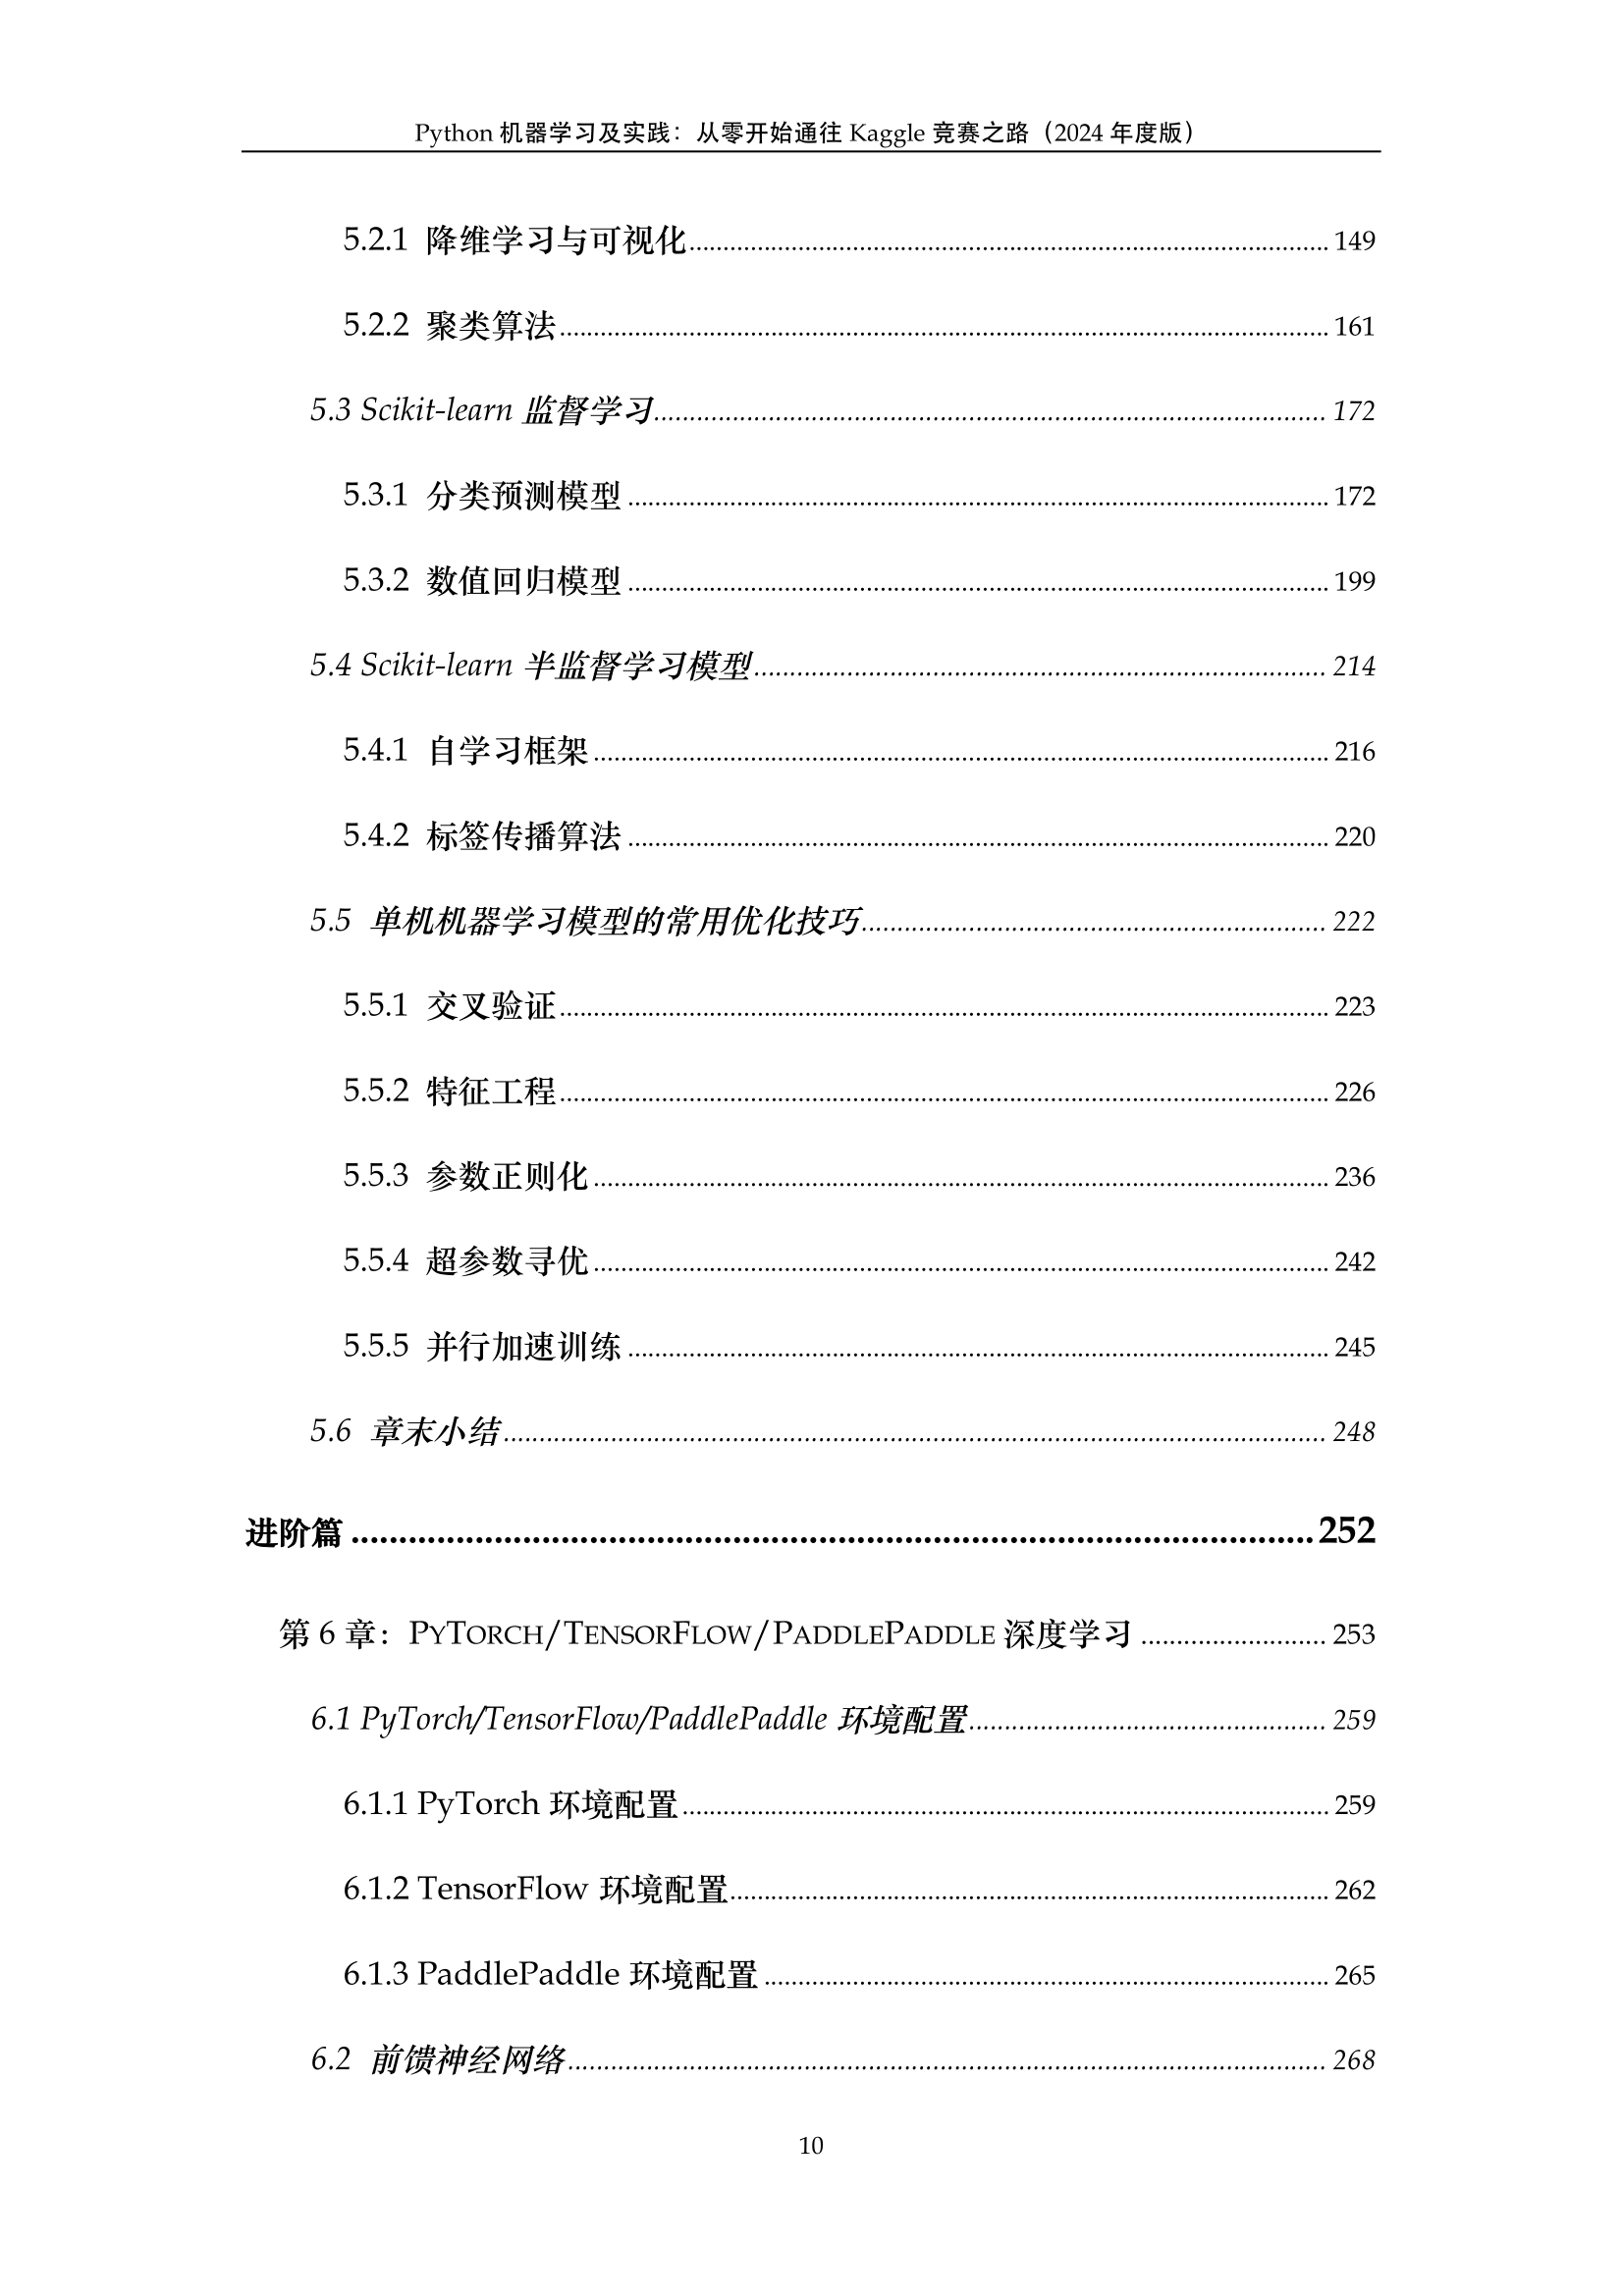 Python 机器学习及实践：从零开始通往 Kaggle 竞赛之路（2024 年度版）
5.2.1 降维学习与可视化 149
5.2.2 聚类算法 161
5.3 Scikit-learn 监督学习 172
5.3.1 分类预测模型 172
5.3.2 数值回归模型 199
5.4 Scikit-learn 半监督学习模型 214
5.4.1 自学习框架 216
5.4.2 标签传播算法 220
5.5 单机机器学习模型的常用优化技巧 222
5.5.1 交叉验证 223
5.5.2 特征工程 226
5.5.3 参数正则化 236
5.5.4 超参数寻优 242
5.5.5 并行加速训练 245
5.6 章末小结 248
进阶篇 252
第 6 章：PYTORCH/TENSORFLOW/PADDLEPADDLE 深度学习 253
6.1 PyTorch/TensorFlow/PaddlePaddle 环境配置 259
6.1.1 PyTorch 环境配置 259
6.1.2 TensorFlow 环境配置 262
6.1.3 PaddlePaddle 环境配置 265
6.2 前馈神经网络 268
10